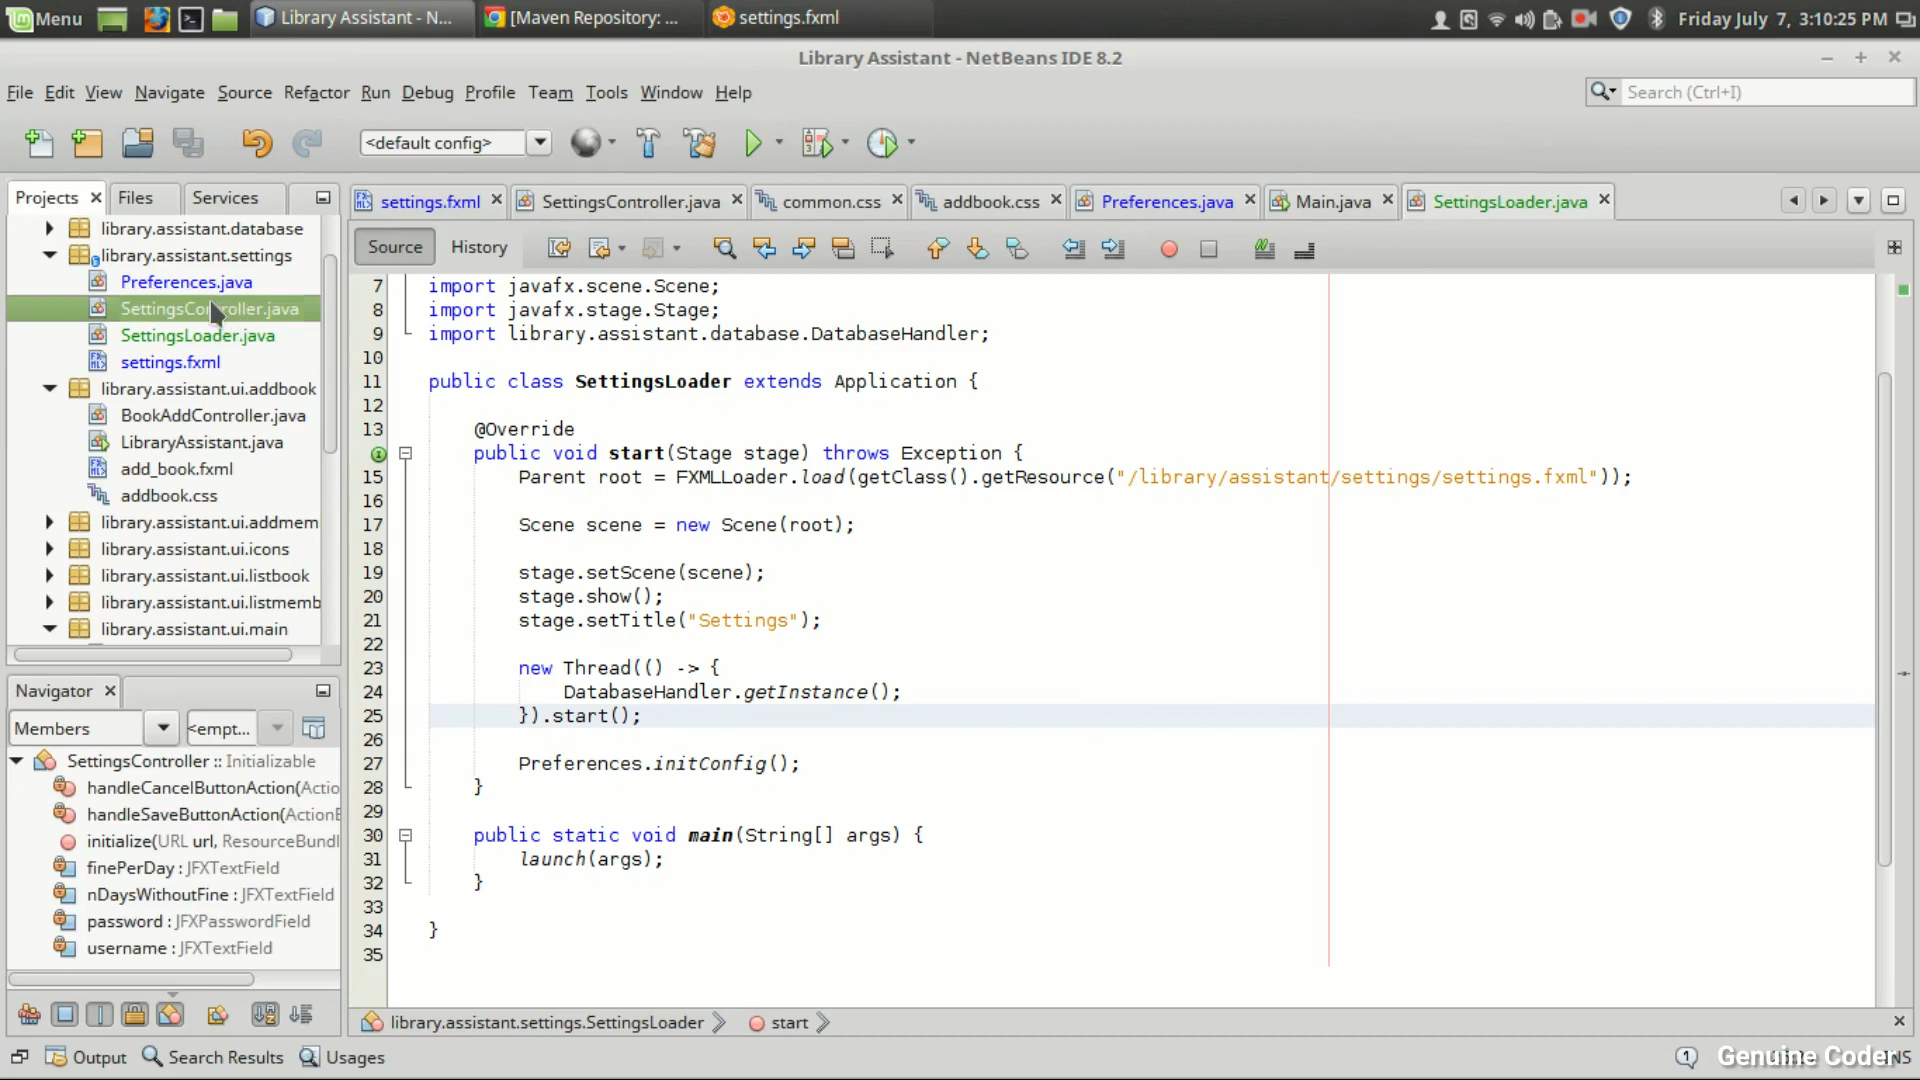 Menu
Library Assistant - N...
[Maven Repository: ...
settings.fxml
Friday July 7, 3:10:25 PM
Library Assistant - NetBeans IDE 8.2
File Edit View Navigate Source Refactor Run Debug Profile Team Tools Window Help
Search (Ctrl+I)
<default config>
Projects Files Services
settings.fxml SettingsController.java common.css addbook.css Preferences.java Main.java SettingsLoader.java
Source History
library.assistant.database
library.assistant.settings
Preferences.java
SettingsController.java
SettingsLoader.java
settings.fxml
library.assistant.ui.addbook
BookAddController.java
LibraryAssistant.java
add_book.fxml
addbook.css
library.assistant.ui.addmem
library.assistant.ui.icons
library.assistant.ui.listbook
library.assistant.ui.listmemb
library.assistant.ui.main
Navigator
Members <empt...
SettingsController :: Initializable
handleCancelButtonAction(Actio
handleSaveButtonAction(ActionE
initialize(URL url, ResourceBundl
finePerDay : JFXTextField
nDaysWithoutFine : JFXTextField
password : JFXPasswordField
username : JFXTextField
7 import javafx.scene.Scene;
8 import javafx.stage.Stage;
9 import library.assistant.database.DatabaseHandler;
10
11 public class SettingsLoader extends Application {
12
13 @Override
public void start(Stage stage) throws Exception {
15 Parent root = FXMLLoader.load(getClass().getResource("/library/assistant/settings/settings.fxml"));
16
17 Scene scene = new Scene(root);
18
19 stage.setScene(scene);
20 stage.show();
21 stage.setTitle("Settings");
22
23 new Thread(() -> {
24 DatabaseHandler.getInstance();
25 }).start();
26
27 Preferences.initConfig();
28 }
29
30 public static void main(String[] args) {
31 launch(args);
32 }
33
34 }
35
library.assistant.settings.SettingsLoader start
Output Search Results Usages
1
Genuine Coder